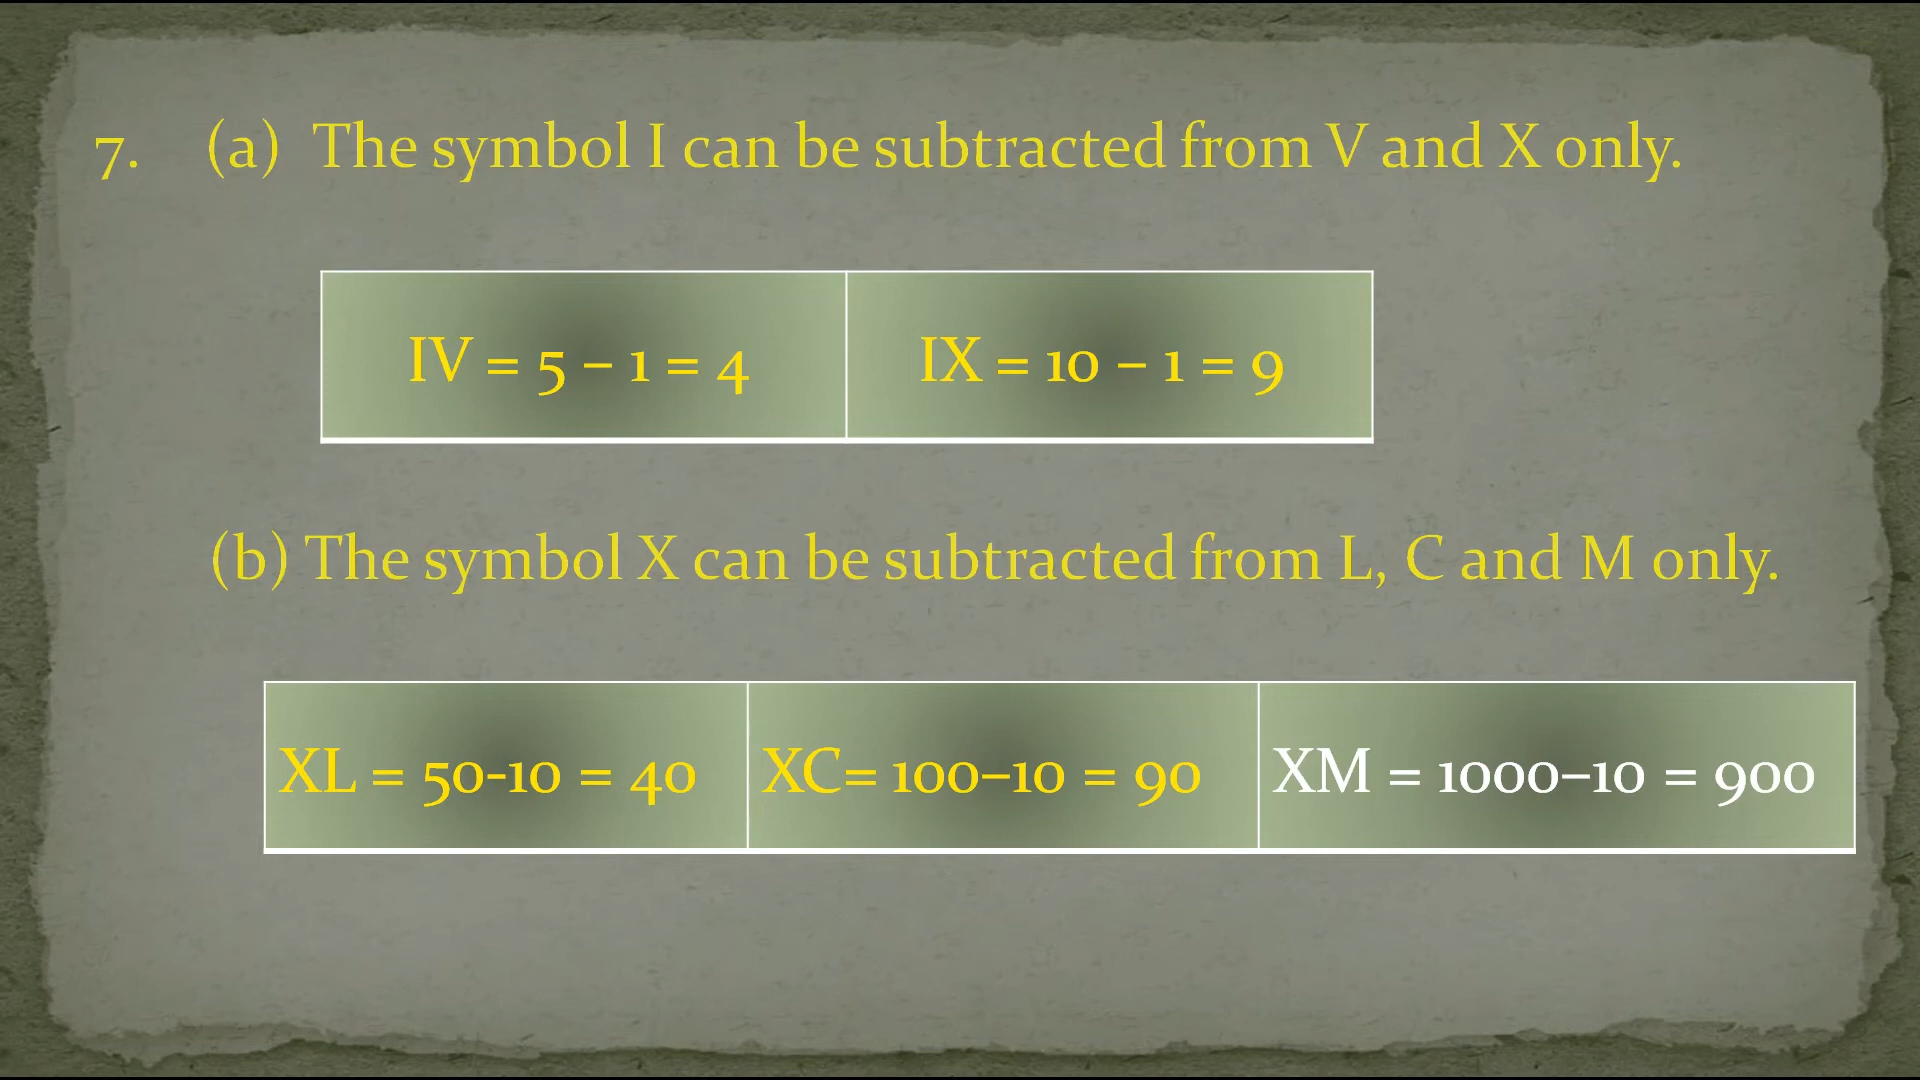 7. (a) The symbol I can be subtracted from V and X only.
IV = 5 – 1 = 4 IX = 10 – 1 = 9
(b) The symbol X can be subtracted from L, C and M only.
XL = 50-10 = 40 XC= 100–10 = 90 XM = 1000–10 = 900